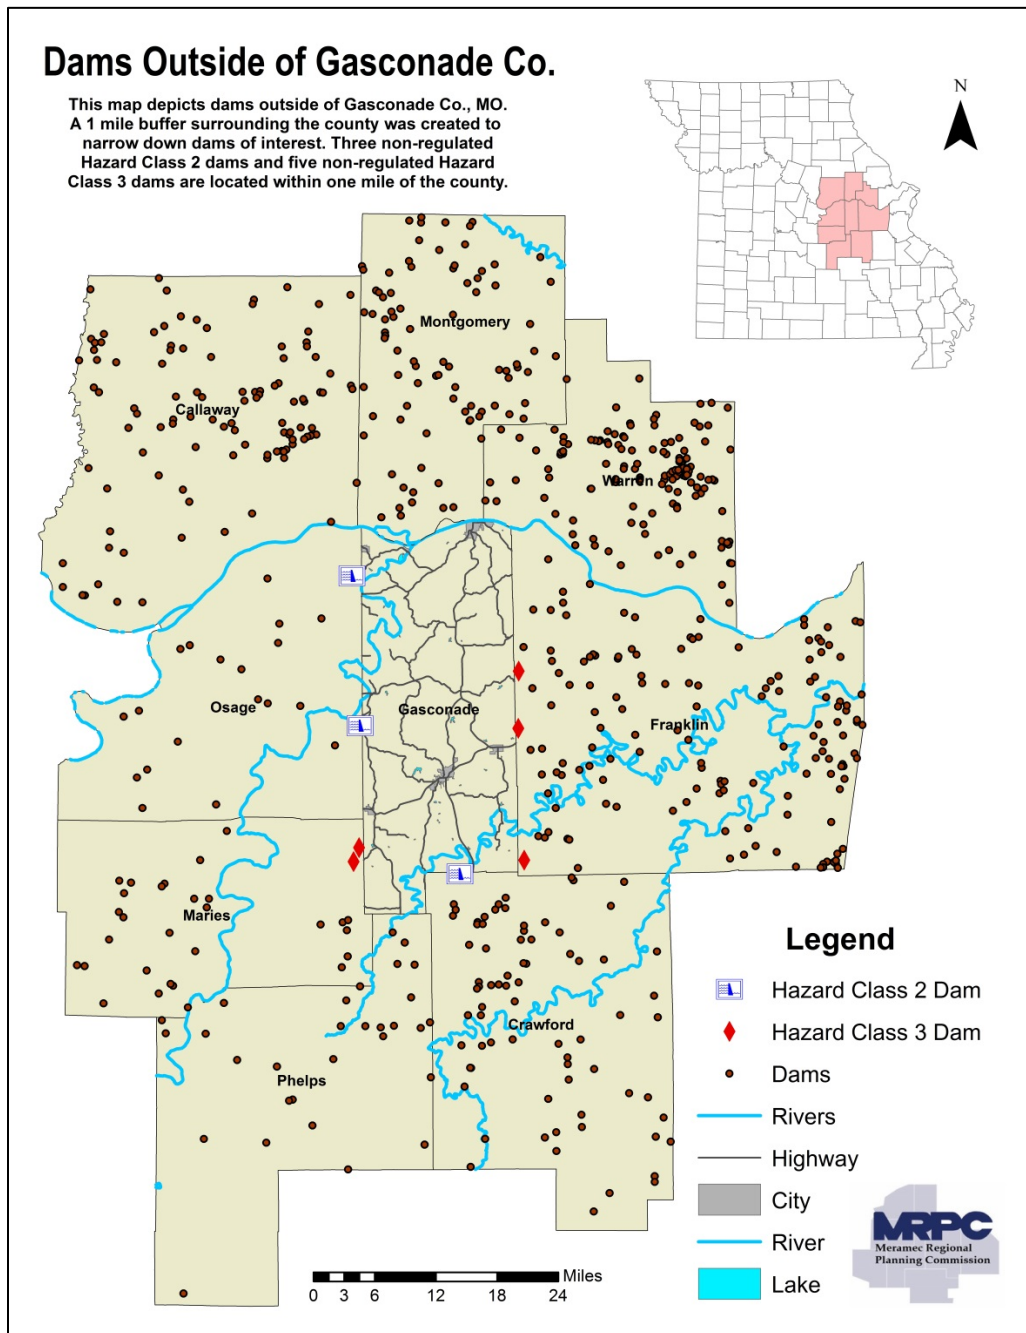 Dams Outside of Gasconade Co.
This map depicts dams outside of Gasconade Co., MO.
A 1 mile buffer surrounding the county was created to
narrow down dams of interest. Three non-regulated
Hazard Class 2 dams and five non-regulated Hazard
Class 3 dams are located within one mile of the county.
N
Montgomery
Callaway
Warren
Osage
Gasconade
Franklin
Maries
Crawford
Phelps
Legend
Hazard Class 2 Dam
Hazard Class 3 Dam
Dams
Rivers
Highway
City
River
Lake
Miles
0 3 6 12 18 24
MRPC
Meramec Regional
Planning Commission